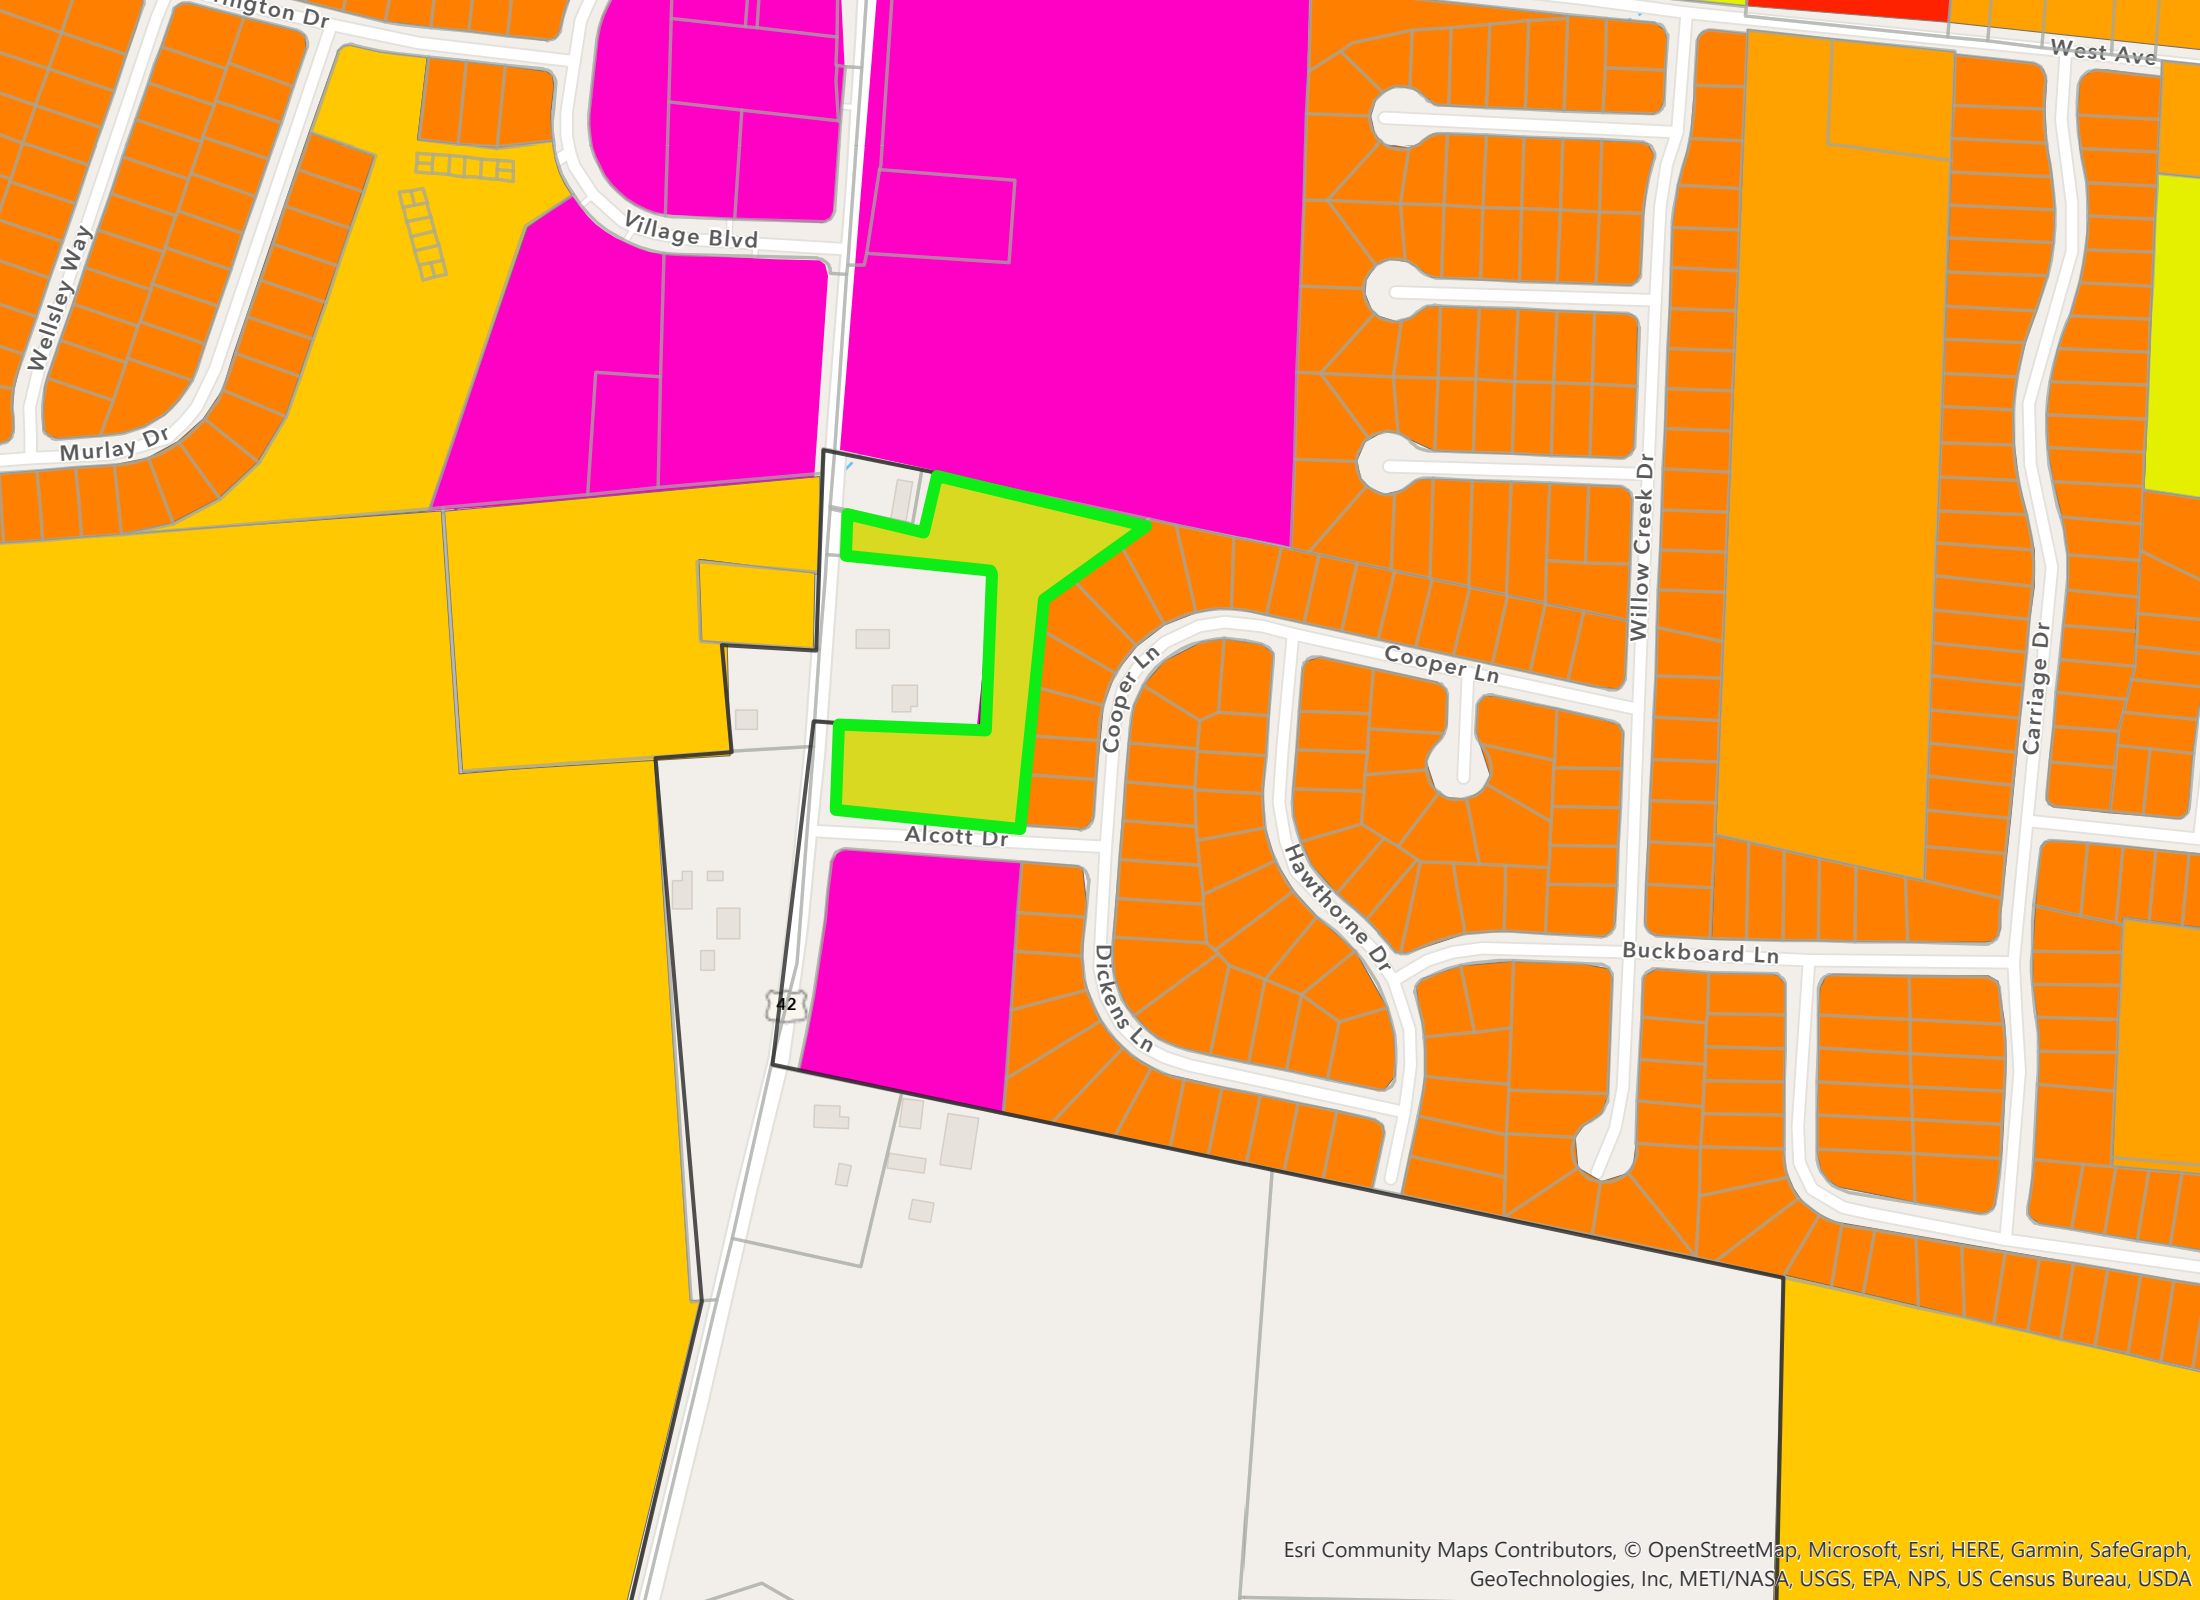 West Ave
Village Blvd
Wellsley Way
Murlay Dr
Willow Creek Dr
Cooper Ln
Cooper Ln
Carriage Dr
Alcott Dr
Hawthorne Dr
Buckboard Ln
Dickens Ln
42
Esri Community Maps Contributors, © OpenStreetMap, Microsoft, Esri, HERE, Garmin, SafeGraph,
GeoTechnologies, Inc, METI/NASA, USGS, EPA, NPS, US Census Bureau, USDA